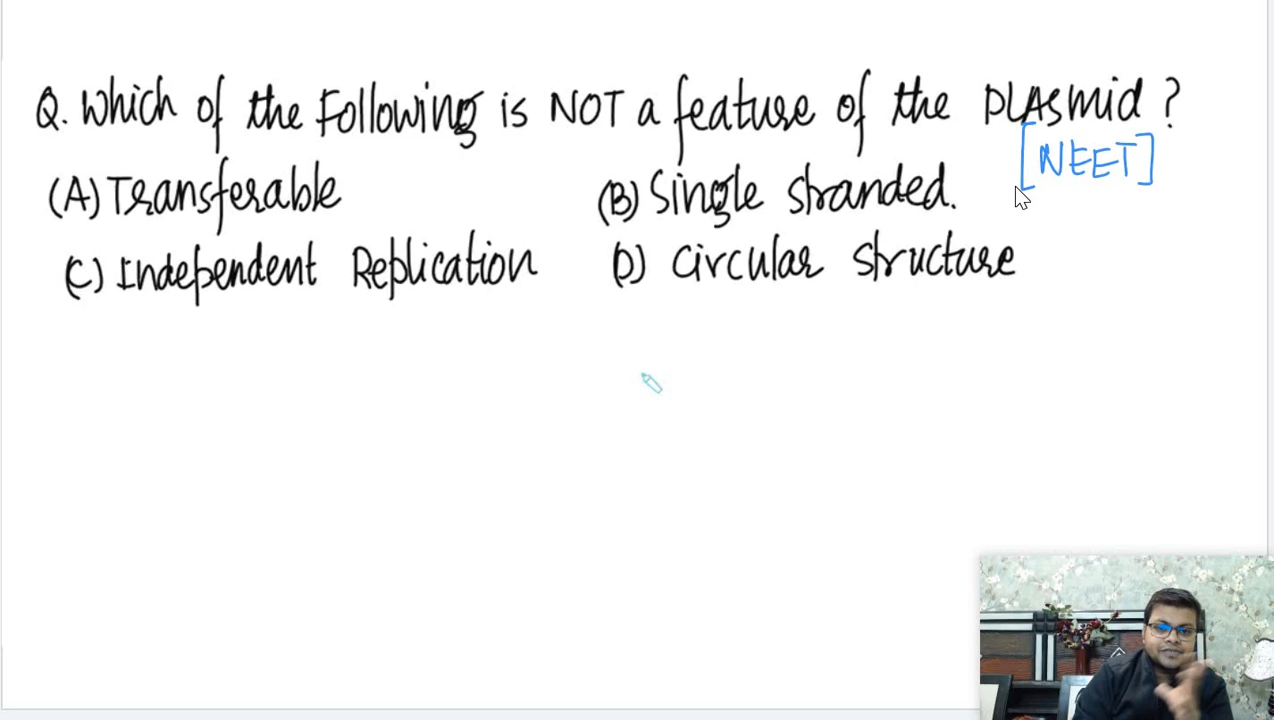 Q. Which of the Following is NOT a feature of the PLAsmid ?
[NEET]
(A) Transferable (B) Single stranded.
(C) Independent Replication (D) Circular structure